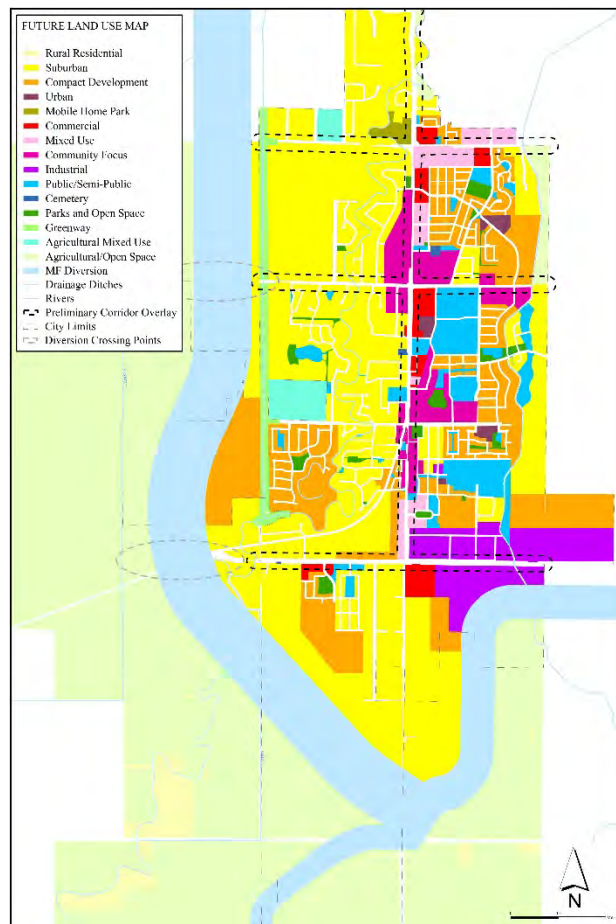 FUTURE LAND USE MAP
Rural Residential
Suburban
Compact Development
Urban
Mobile Home Park
Commercial
Mixed Use
Community Focus
Industrial
Public/Semi-Public
Cemetery
Parks and Open Space
Greenway
Agricultural Mixed Use
Agricultural/Open Space
MF Diversion
Drainage Ditches
Rivers
Preliminary Corridor Overlay
City Limits
Diversion Crossing Points
N